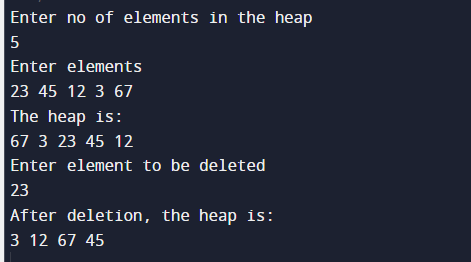 Enter no of elements in the heap
5
Enter elements
23 45 12 3 67
The heap is:
67 3 23 45 12
Enter element to be deleted
23
After deletion, the heap is:
3 12 67 45